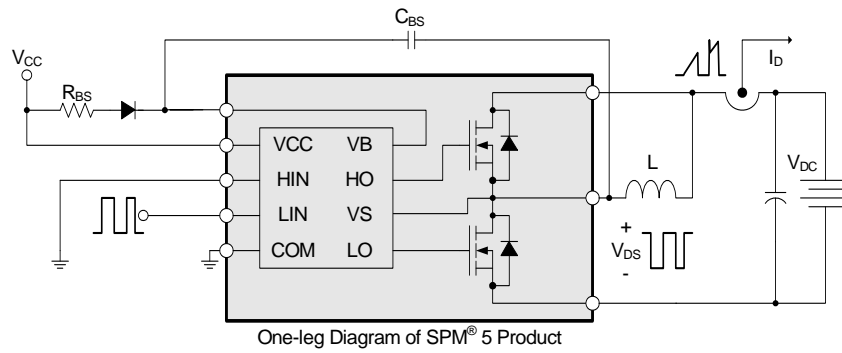 C_BS
V_CC
R_BS
I_D
VCC VB
HIN HO
LIN VS
COM LO
L
V_DC
+
V_DS
-
One-leg Diagram of SPM® 5 Product